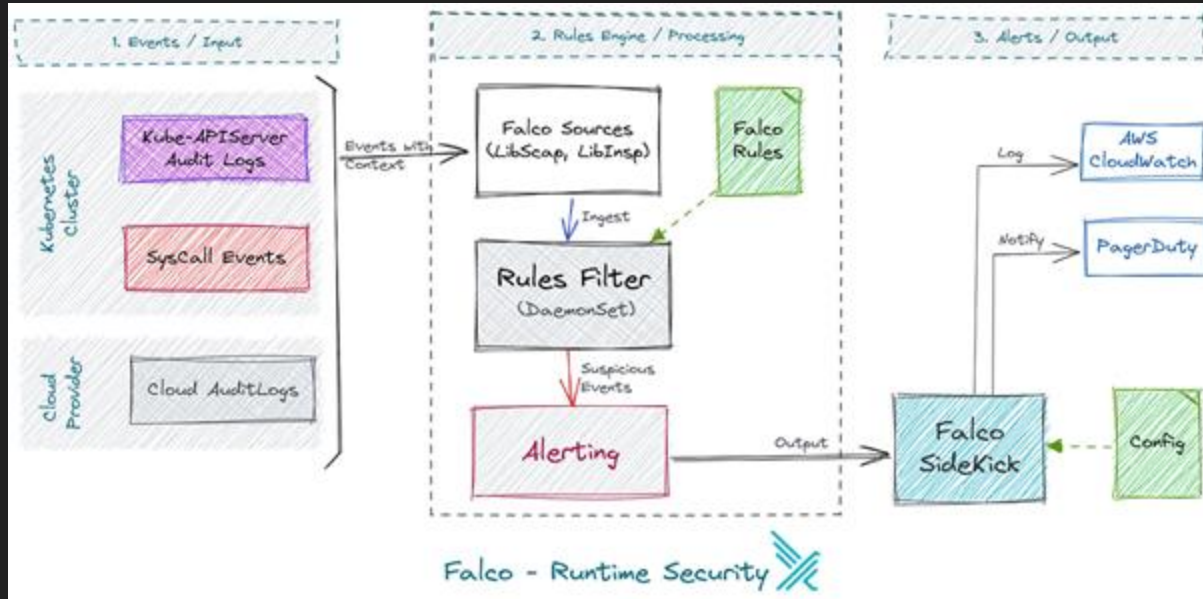 1. Events / Input
2. Rules Engine / Processing
3. Alerts / Output
Kubernetes
Cluster
Kube-APIServer
Audit Logs
SysCall Events
Cloud
Provider
Cloud AuditLogs
Events with
Context
Falco Sources
(LibScap, LibInsp)
Falco
Rules
Ingest
Rules Filter
(DaemonSet)
Suspicious
Events
Alerting
Output
Log
AWS
CloudWatch
Notify
PagerDuty
Falco
SideKick
Config
Falco - Runtime Security